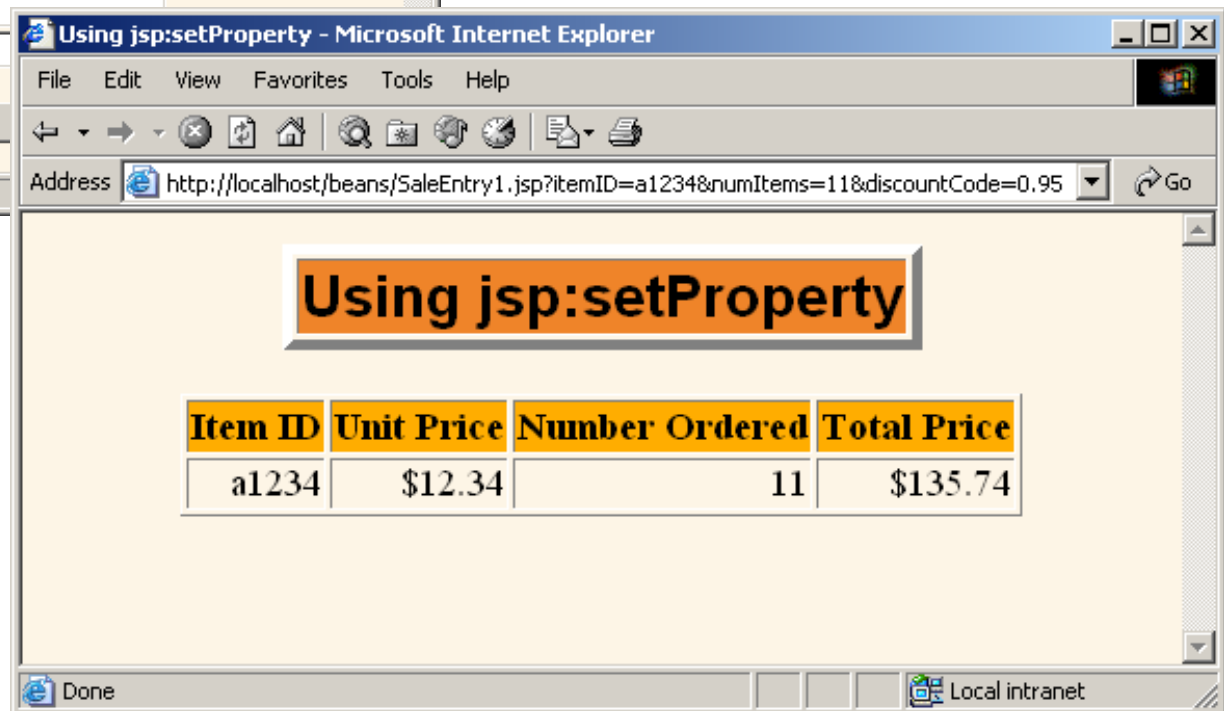 Using jsp:setProperty - Microsoft Internet Explorer
File Edit View Favorites Tools Help
Address http://localhost/beans/SaleEntry1.jsp?itemID=a1234&numItems=11&discountCode=0.95 Go
Using jsp:setProperty
Item ID Unit Price Number Ordered Total Price
a1234 $12.34 11 $135.74
Done Local intranet